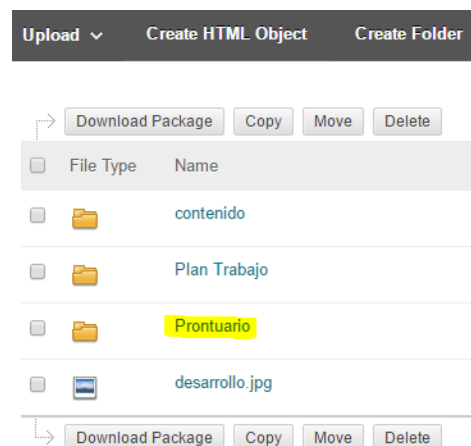 Upload Create HTML Object Create Folder
Download Package Copy Move Delete
File Type Name
contenido
Plan Trabajo
Prontuario
desarrollo.jpg
Download Package Copy Move Delete